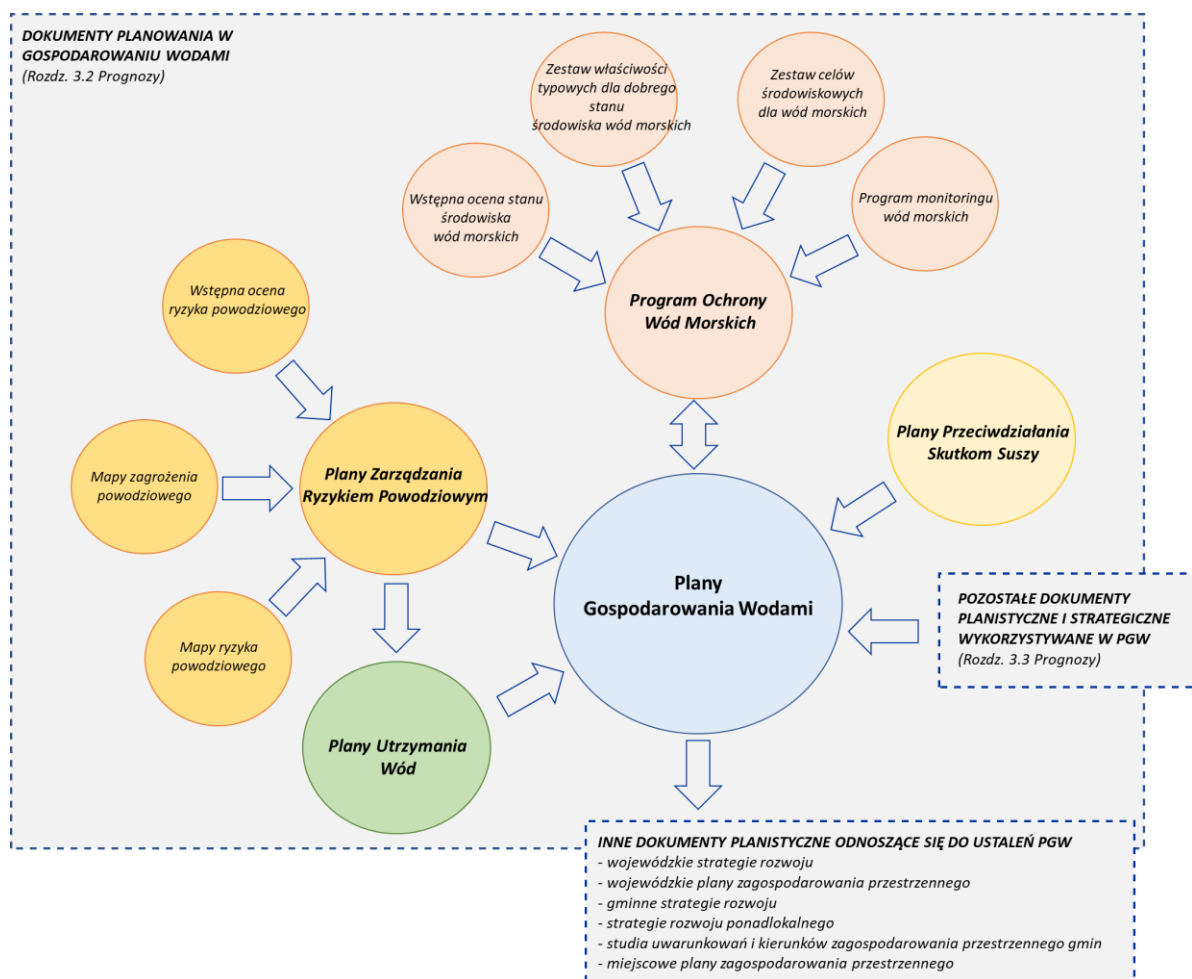 DOKUMENTY PLANOWANIA W
GOSPODAROWANIU WODAMI
(Rozdz. 3.2 Prognozy)
Zestaw właściwości
typowych dla dobrego
stanu
środowiska wód morskich
Zestaw celów
środowiskowych
dla wód morskich
Wstępna ocena stanu
środowiska
wód morskich
Program monitoringu
wód morskich
Program Ochrony
Wód Morskich
Wstępna ocena
ryzyka powodziowego
Mapy zagrożenia
powodziowego
Plany Zarządzania
Ryzykiem Powodziowym
Plany Przeciwdziałania
Skutkom Suszy
Mapy ryzyka
powodziowego
Plany
Gospodarowania Wodami
POZOSTAŁE DOKUMENTY
PLANISTYCZNE I STRATEGICZNE
WYKORZYSTYWANE W PGW
(Rozdz. 3.3 Prognozy)
Plany Utrzymania
Wód
INNE DOKUMENTY PLANISTYCZNE ODNOSZĄCE SIĘ DO USTALEŃ PGW
- wojewódzkie strategie rozwoju
- wojewódzkie plany zagospodarowania przestrzennego
- gminne strategie rozwoju
- strategie rozwoju ponadlokalnego
- studia uwarunkowań i kierunków zagospodarowania przestrzennego gmin
- miejscowe plany zagospodarowania przestrzennego